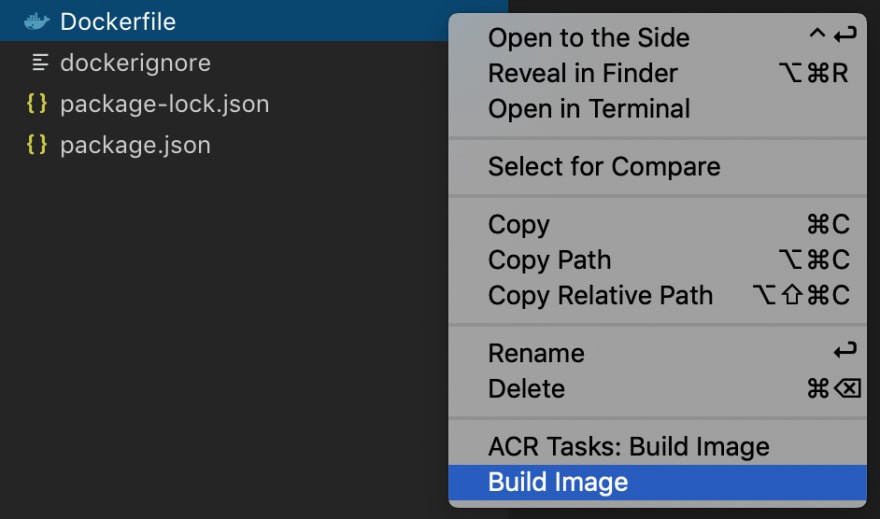 Dockerfile
dockerignore
{} package-lock.json
{} package.json
Open to the Side ⌃↩
Reveal in Finder ⌥⌘R
Open in Terminal
Select for Compare
Copy ⌘C
Copy Path ⌥⌘C
Copy Relative Path ⌥⇧⌘C
Rename ↩
Delete ⌘⌫
ACR Tasks: Build Image
Build Image